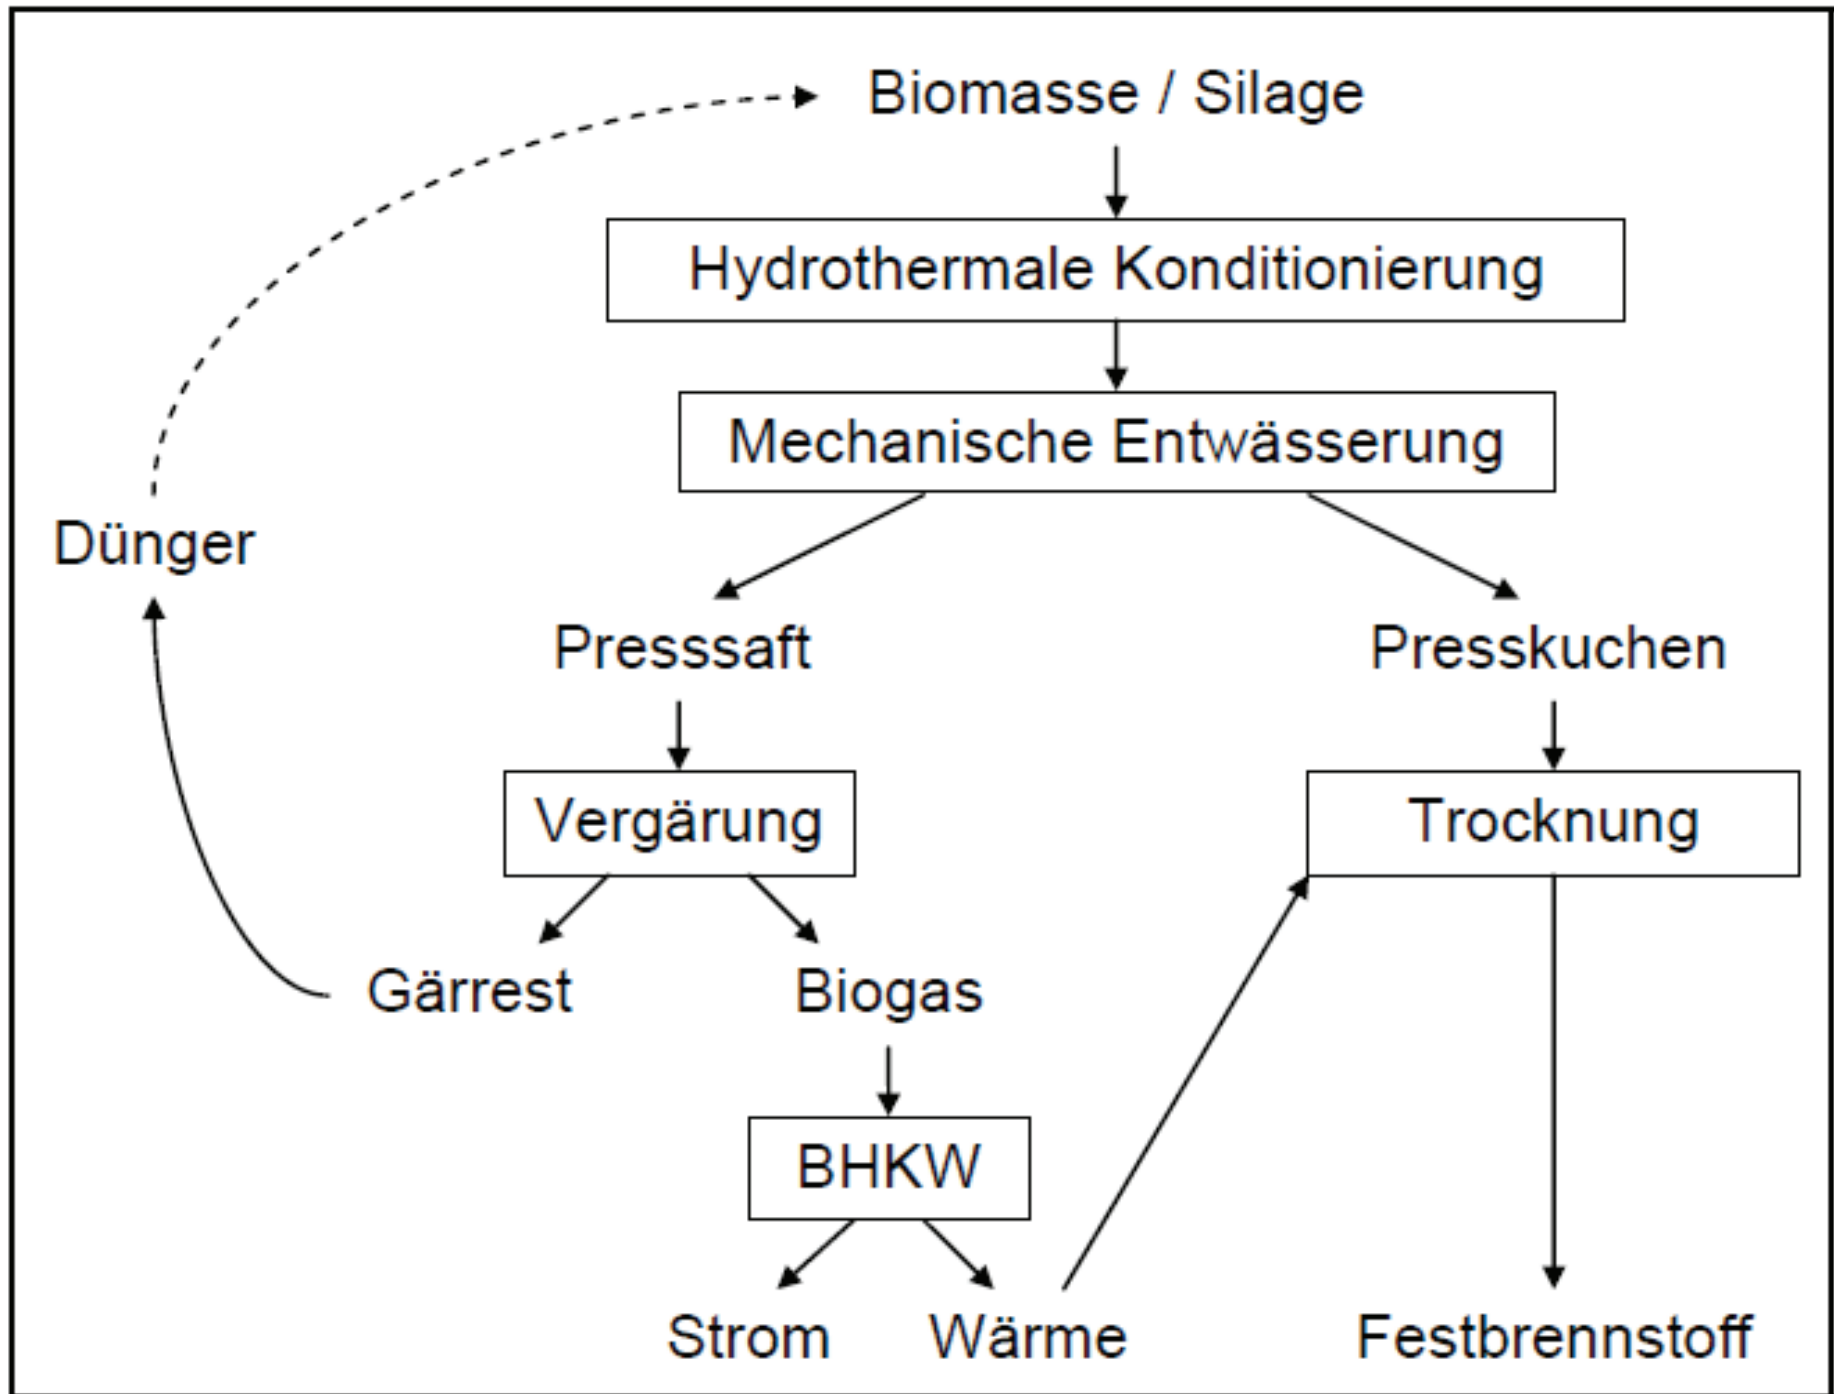 Biomasse / Silage
Hydrothermale Konditionierung
Mechanische Entwässerung
Dünger
Presssaft
Presskuchen
Vergärung
Trocknung
Gärrest
Biogas
BHKW
Strom
Wärme
Festbrennstoff